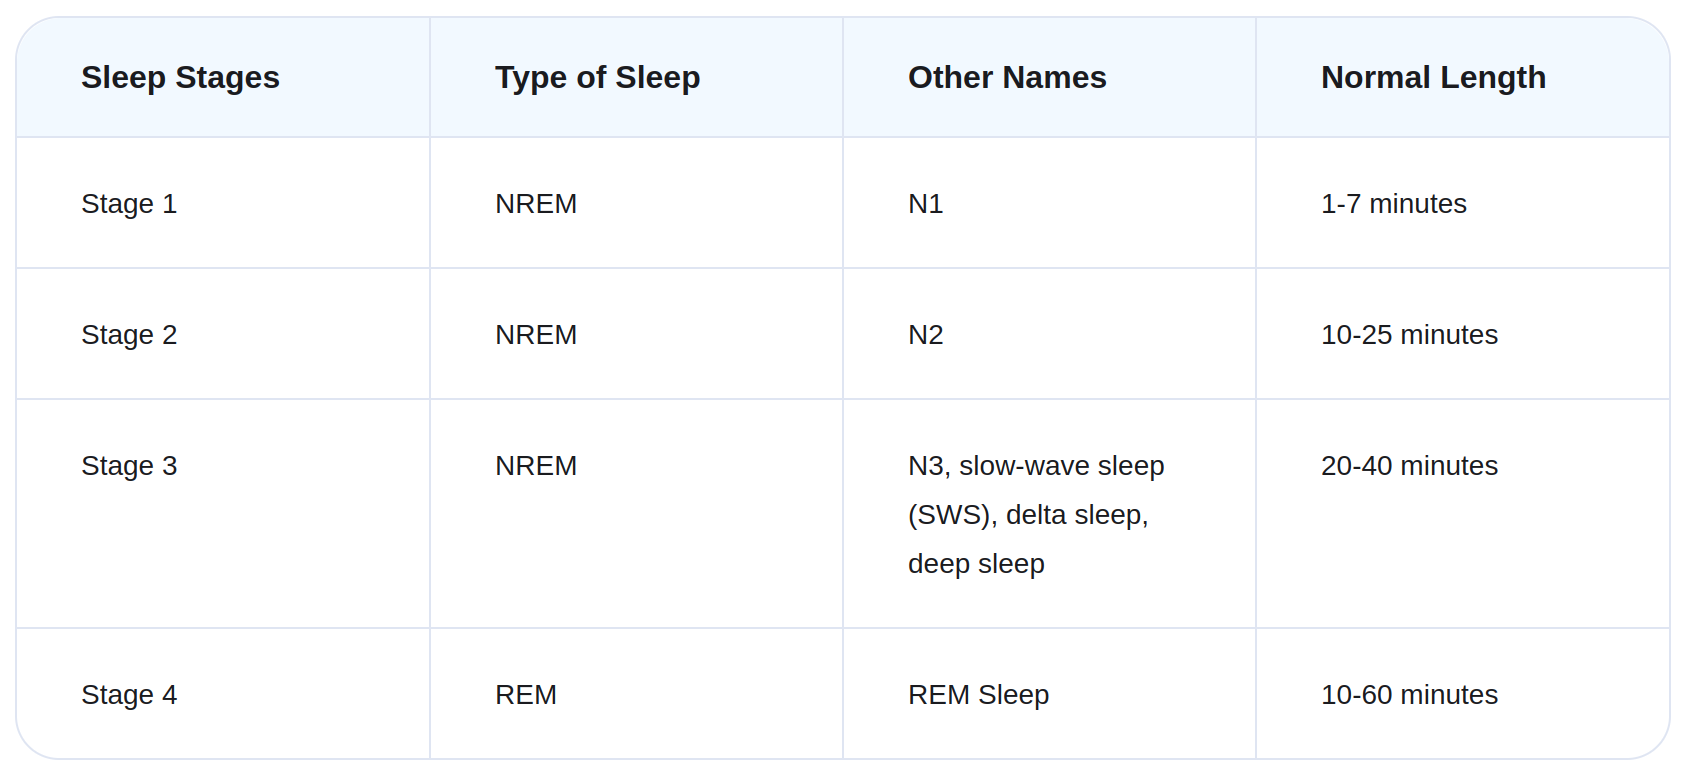 Sleep Stages Type of Sleep Other Names Normal Length
Stage 1 NREM N1 1-7 minutes
Stage 2 NREM N2 10-25 minutes
Stage 3 NREM N3, slow-wave sleep 20-40 minutes
(SWS), delta sleep,
deep sleep
Stage 4 REM REM Sleep 10-60 minutes